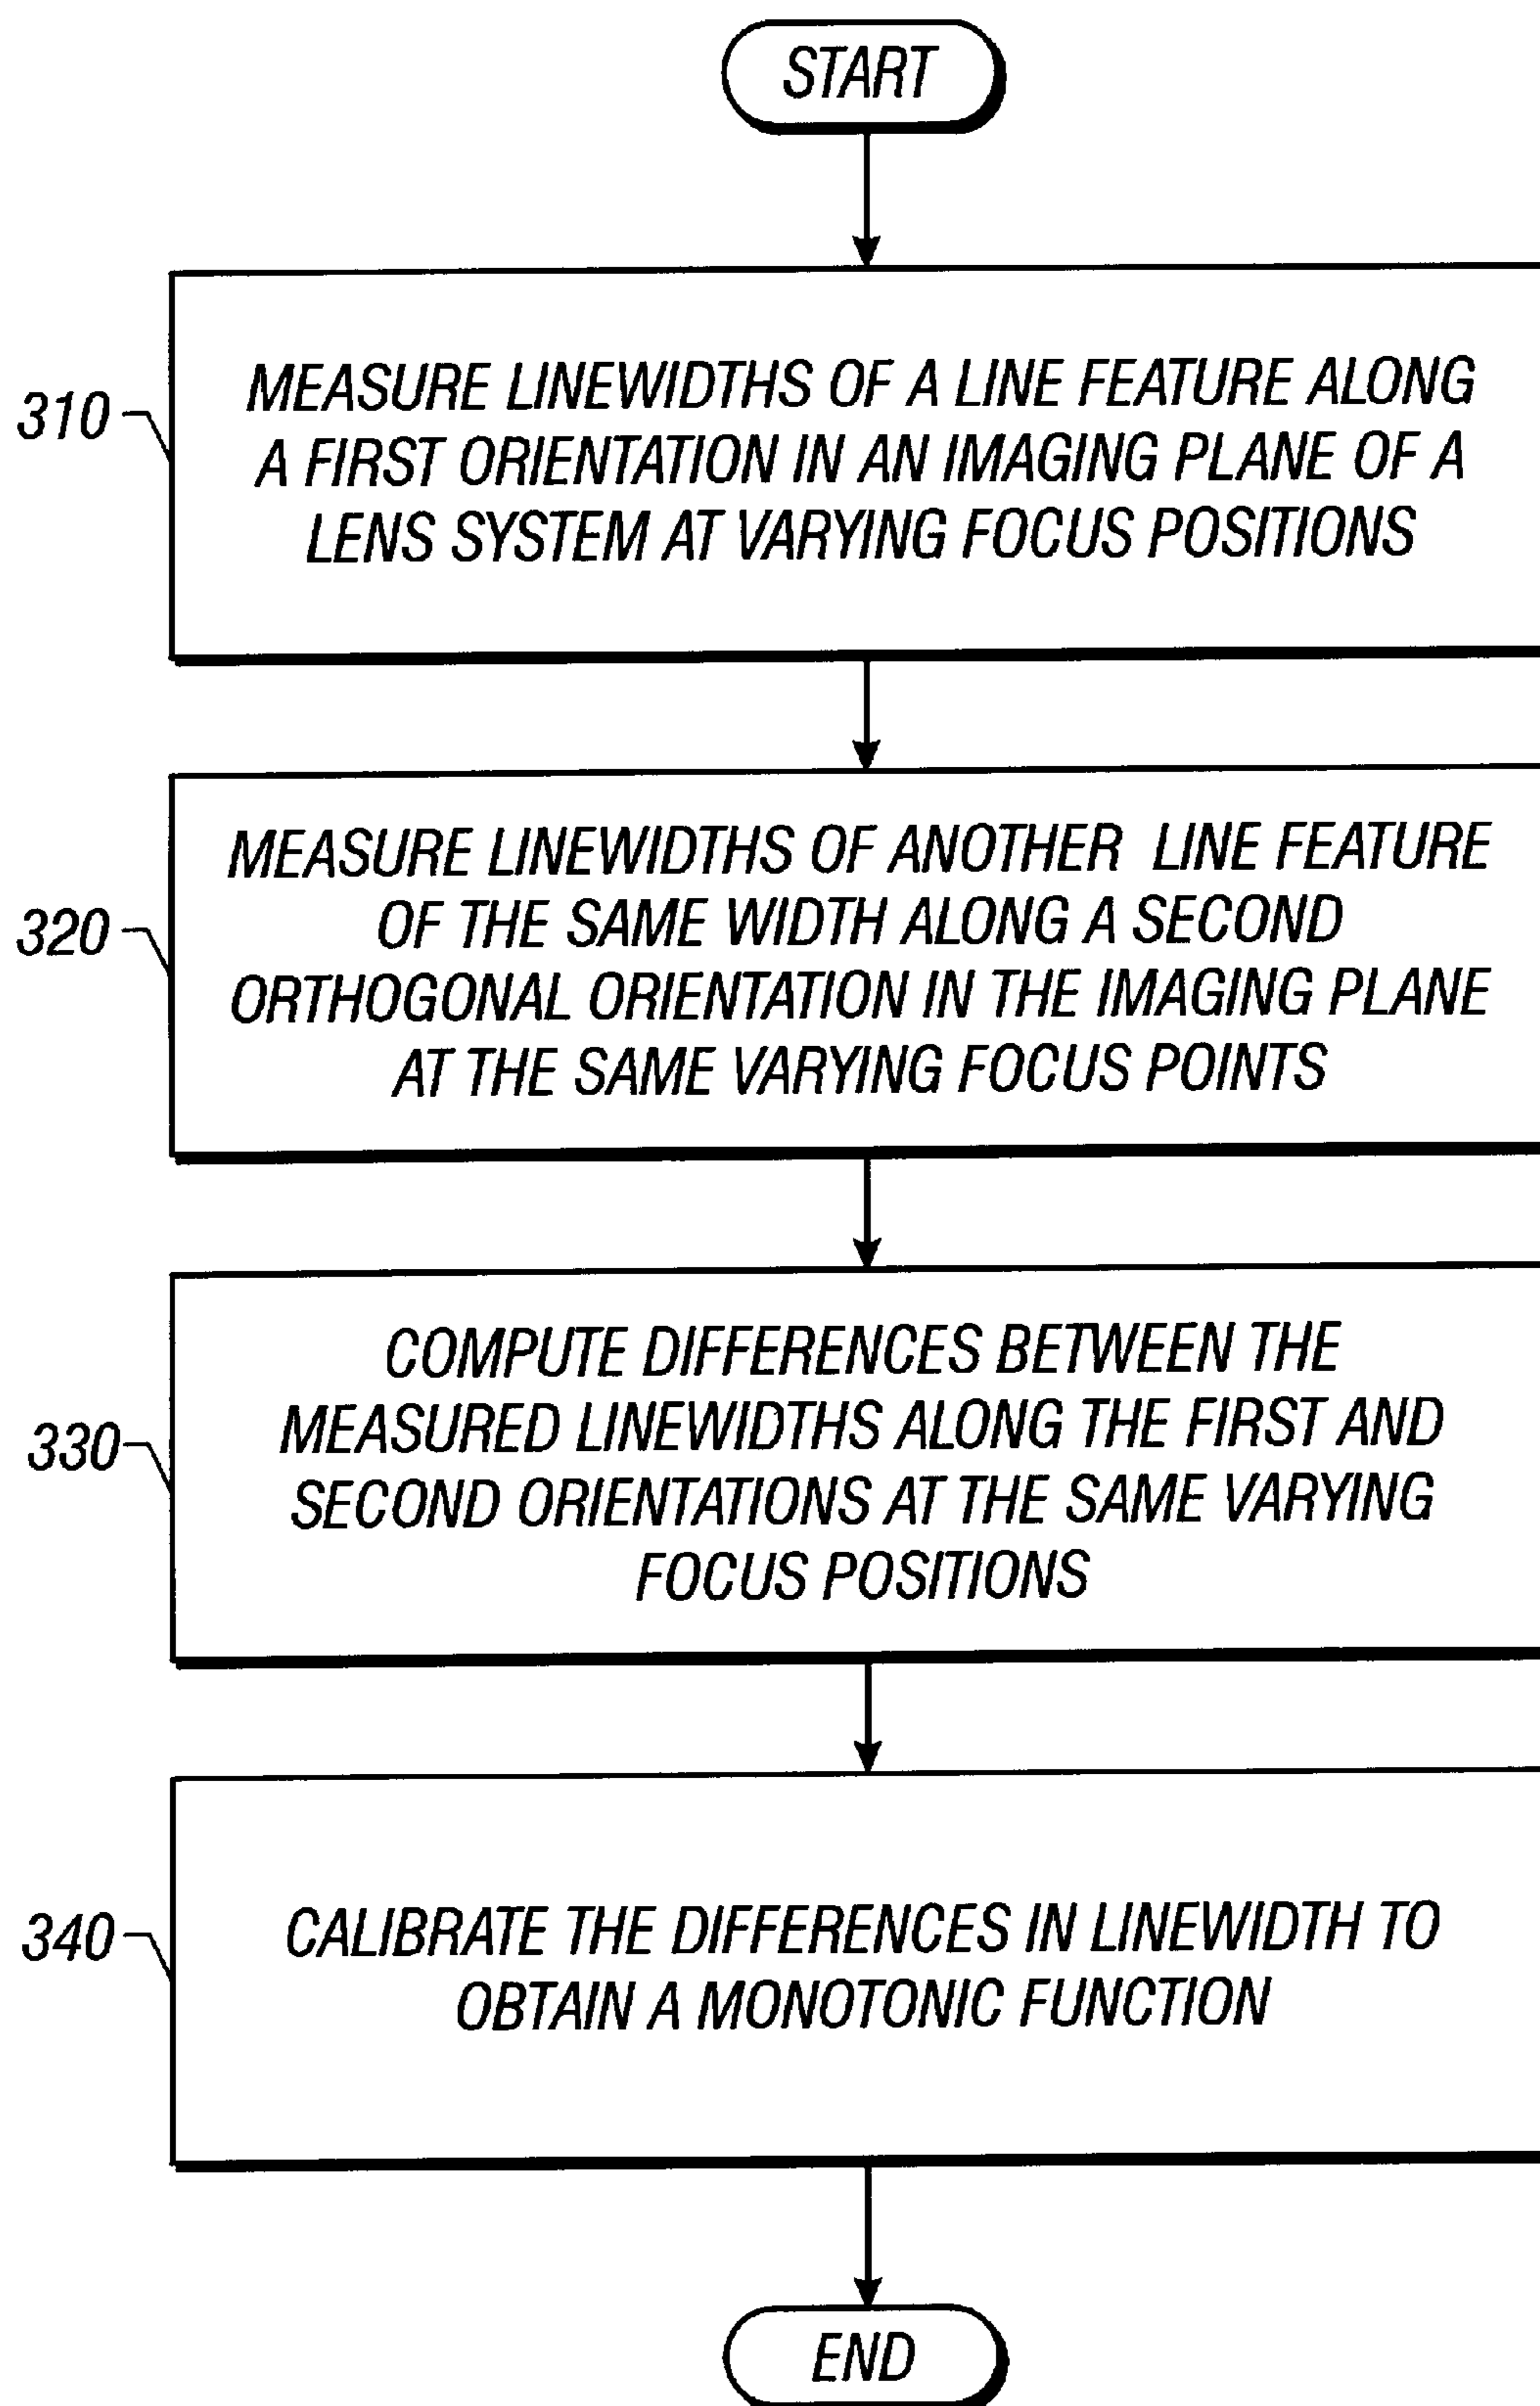 START
310
MEASURE LINEWIDTHS OF A LINE FEATURE ALONG
A FIRST ORIENTATION IN AN IMAGING PLANE OF A
LENS SYSTEM AT VARYING FOCUS POSITIONS
320
MEASURE LINEWIDTHS OF ANOTHER LINE FEATURE
OF THE SAME WIDTH ALONG A SECOND
ORTHOGONAL ORIENTATION IN THE IMAGING PLANE
AT THE SAME VARYING FOCUS POINTS
330
COMPUTE DIFFERENCES BETWEEN THE
MEASURED LINEWIDTHS ALONG THE FIRST AND
SECOND ORIENTATIONS AT THE SAME VARYING
FOCUS POSITIONS
340
CALIBRATE THE DIFFERENCES IN LINEWIDTH TO
OBTAIN A MONOTONIC FUNCTION
END